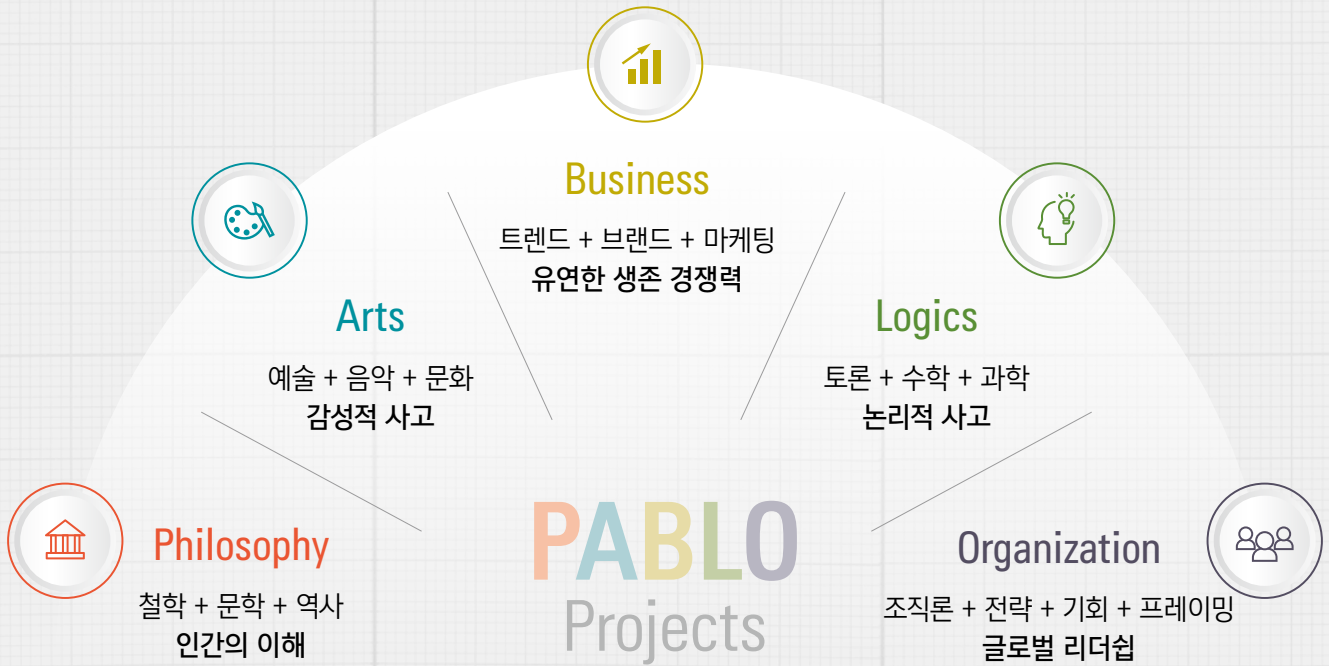 Business
트렌드 + 브랜드 + 마케팅
유연한 생존 경쟁력
Arts
예술 + 음악 + 문화
감성적 사고
Logics
토론 + 수학 + 과학
논리적 사고
Philosophy
철학 + 문학 + 역사
인간의 이해
PABLO
Projects
Organization
조직론 + 전략 + 기회 + 프레이밍
글로벌 리더쉽